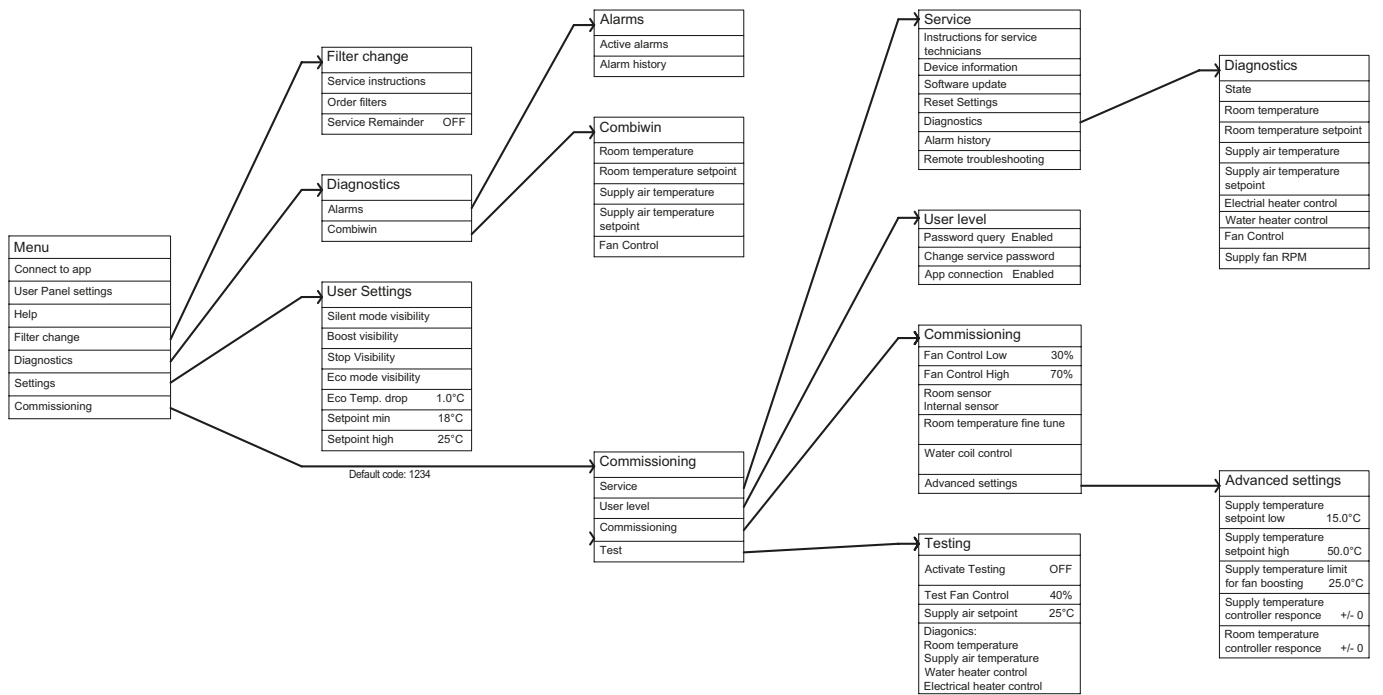 Menu
Connect to app
User Panel settings
Help
Filter change
Diagnostics
Settings
Commissioning
Filter change
Service instructions
Order filters
Service Remainder OFF
Diagnostics
Alarms
Combiwin
User Settings
Silent mode visibility
Boost visibility
Stop Visibility
Eco mode visibility
Eco Temp. drop 1.0°C
Setpoint min 18°C
Setpoint high 25°C
Default code: 1234
Alarms
Active alarms
Alarm history
Combiwin
Room temperature
Room temperature setpoint
Supply air temperature
Supply air temperature
setpoint
Fan Control
Commissioning
Service
User level
Commissioning
Test
Service
Instructions for service
technicians
Device information
Software update
Reset Settings
Diagnostics
Alarm history
Remote troubleshooting
User level
Password query Enabled
Change service password
App connection Enabled
Commissioning
Fan Control Low 30%
Fan Control High 70%
Room sensor
Internal sensor
Room temperature fine tune
Water coil control
Advanced settings
Testing
Activate Testing OFF
Test Fan Control 40%
Supply air setpoint 25°C
Diagonics:
Room temperature
Supply air temperature
Water heater control
Electrical heater control
Diagnostics
State
Room temperature
Room temperature setpoint
Supply air temperature
Supply air temperature
setpoint
Electrial heater control
Water heater control
Fan Control
Supply fan RPM
Advanced settings
Supply temperature
setpoint low 15.0°C
Supply temperature
setpoint high 50.0°C
Supply temperature limit
for fan boosting 25.0°C
Supply temperature
controller responce +/- 0
Room temperature
controller responce +/- 0